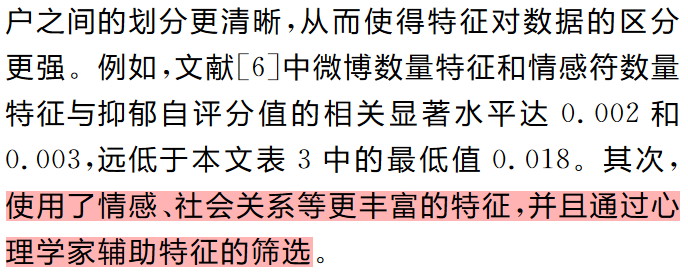 户之间的划分更清晰,从而使得特征对数据的区分
更强。例如,文献[6]中微博数量特征和情感符数量
特征与抑郁自评分值的相关显著水平达 0.002 和
0.003,远低于本文表 3 中的最低值 0.018。其次,
使用了情感、社会关系等更丰富的特征,并且通过心
理学家辅助特征的筛选。